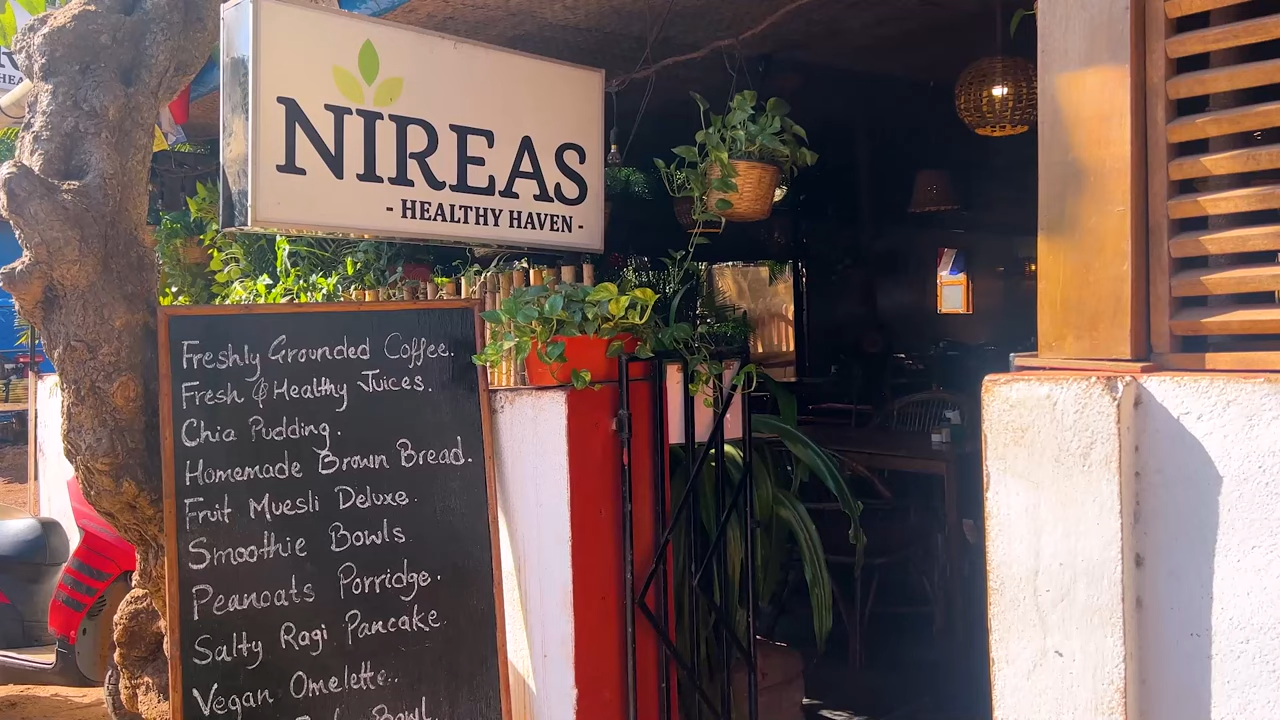 NIREAS
- HEALTHY HAVEN -
Freshly Grounded Coffee.
Fresh & Healthy Juices.
Chia Pudding.
Homemade Brown Bread.
Fruit Muesli Deluxe.
Smoothie Bowls.
Peanoats Porridge.
Salty Ragi Pancake.
Vegan Omelette..
Bowl.